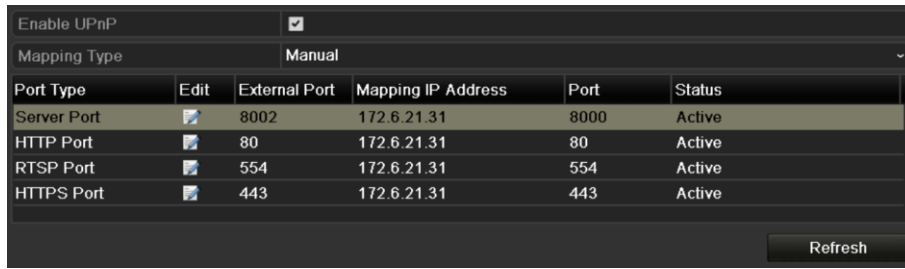 Enable UPnP
Mapping Type Manual
Port Type Edit External Port Mapping IP Address Port Status
Server Port 8002 172.6.21.31 8000 Active
HTTP Port 80 172.6.21.31 80 Active
RTSP Port 554 172.6.21.31 554 Active
HTTPS Port 443 172.6.21.31 443 Active
Refresh